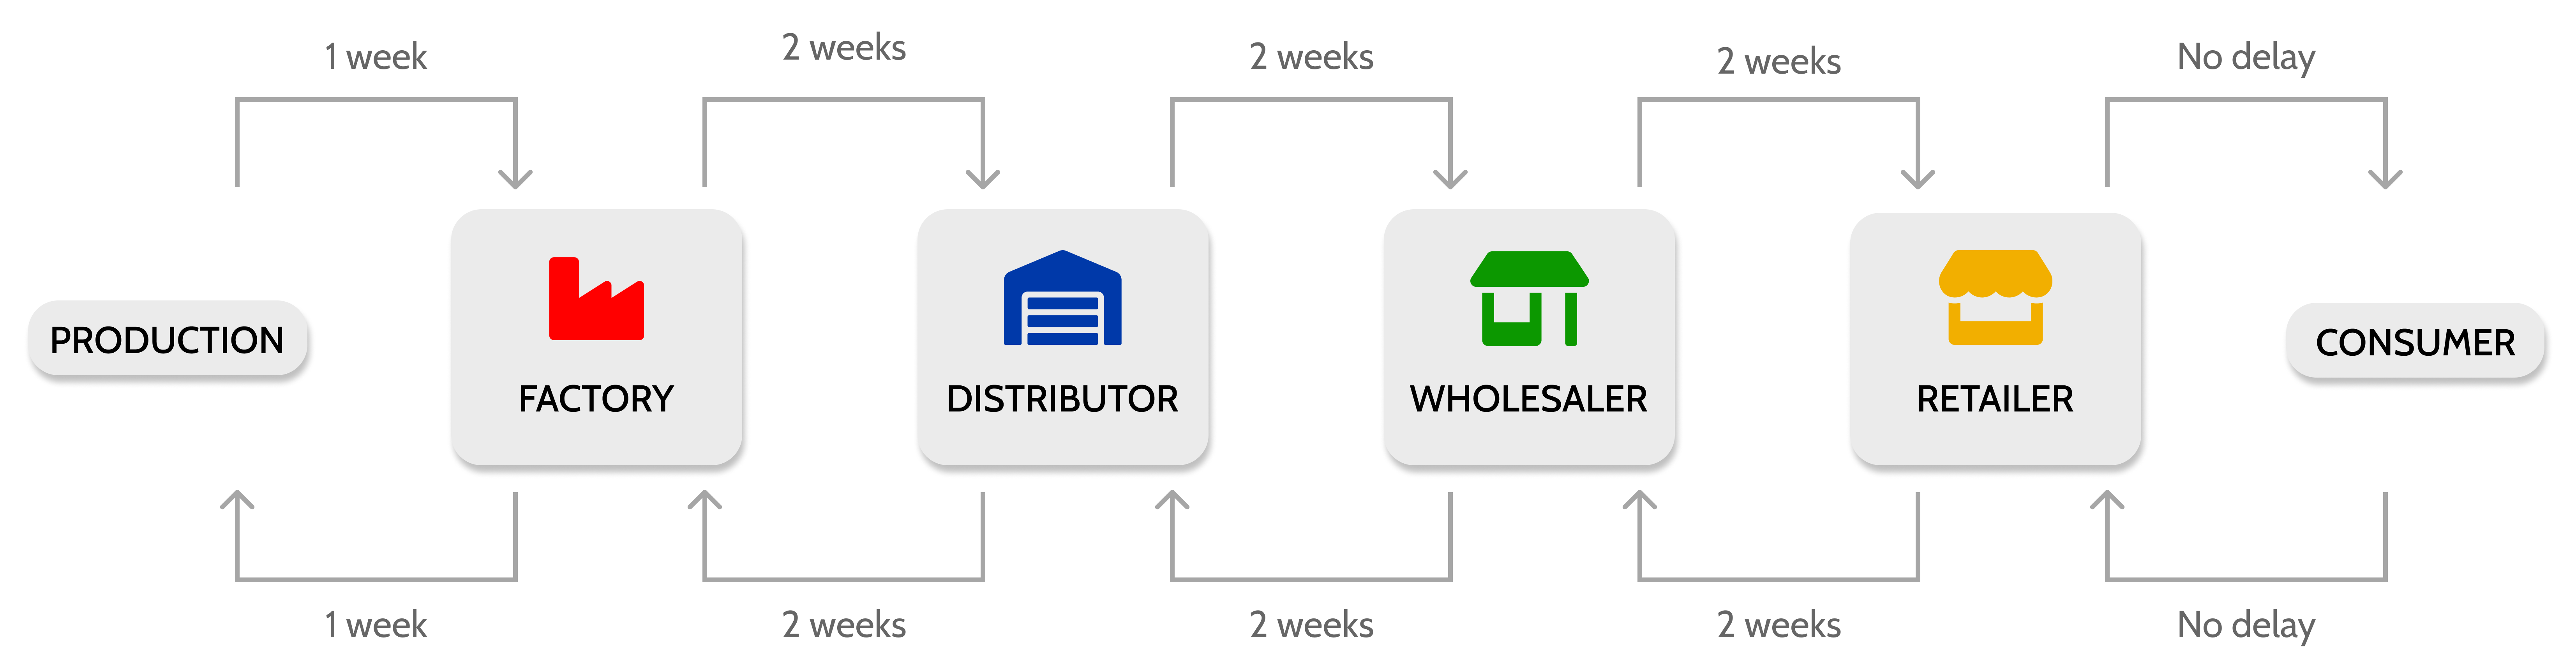 1 week
2 weeks
2 weeks
2 weeks
No delay
PRODUCTION
FACTORY
DISTRIBUTOR
WHOLESALER
RETAILER
CONSUMER
1 week
2 weeks
2 weeks
2 weeks
No delay